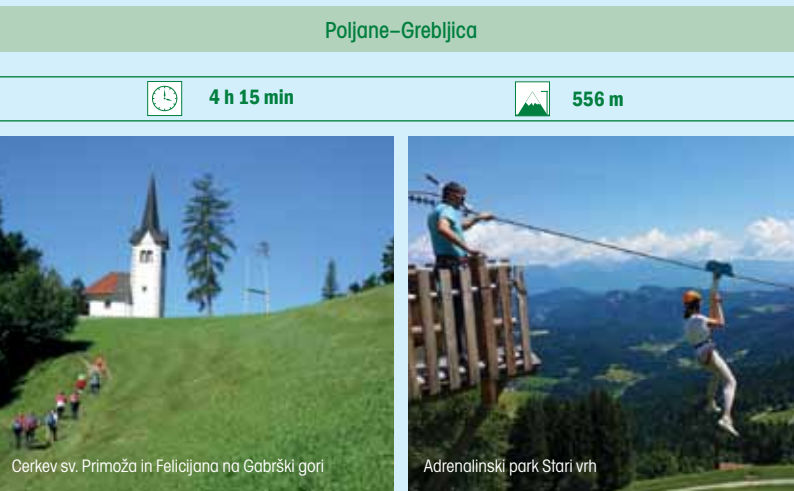 Poljane–Grebljica
4 h 15 min
556 m
Cerkev sv. Primoža in Felicijana na Gabrški gori
Adrenalinski park Stari vrh